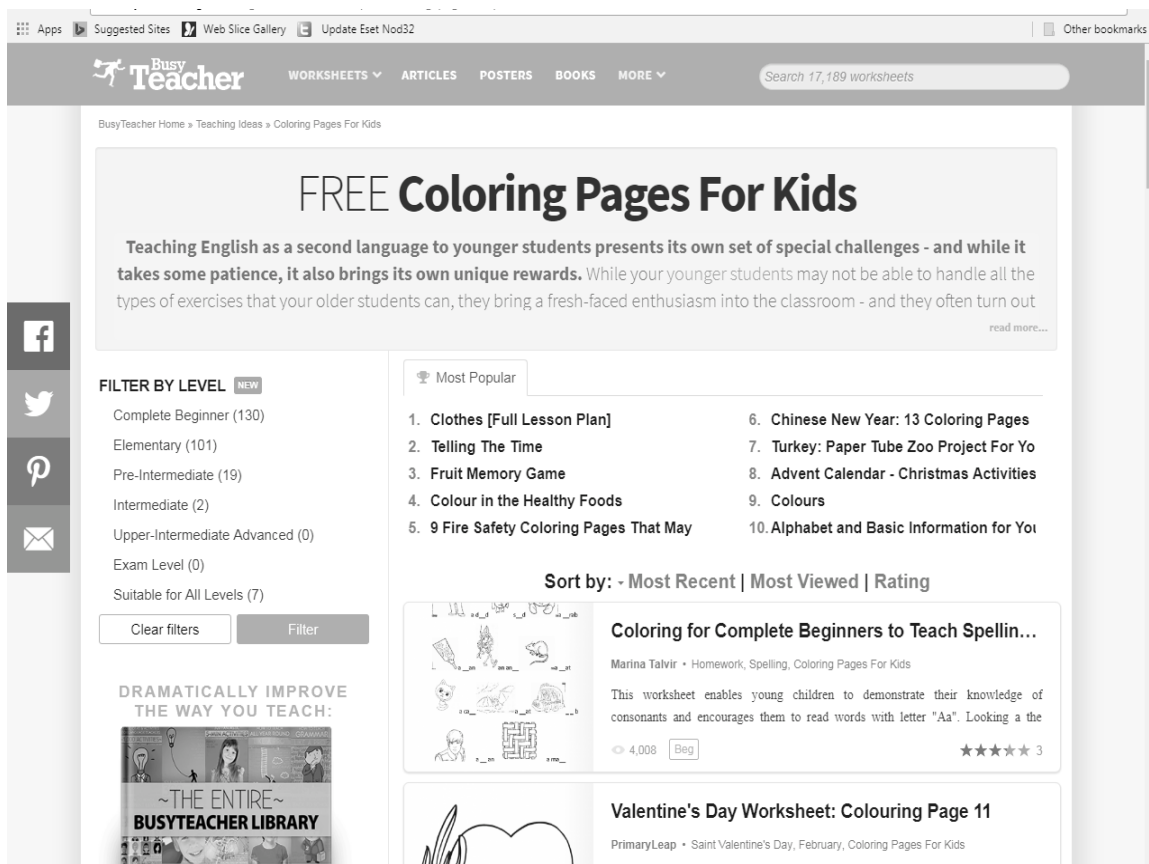 Apps Suggested Sites Web Slice Gallery Update Eset Nod32 Other bookmarks
Busy Teacher WORKSHEETS ARTICLES POSTERS BOOKS MORE Search 17,189 worksheets
BusyTeacher Home » Teaching Ideas » Coloring Pages For Kids
FREE Coloring Pages For Kids
Teaching English as a second language to younger students presents its own set of special challenges - and while it
takes some patience, it also brings its own unique rewards. While your younger students may not be able to handle all the
types of exercises that your older students can, they bring a fresh-faced enthusiasm into the classroom - and they often turn out
read more...
FILTER BY LEVEL NEW
Complete Beginner (130)
Elementary (101)
Pre-Intermediate (19)
Intermediate (2)
Upper-Intermediate Advanced (0)
Exam Level (0)
Suitable for All Levels (7)
Clear filters Filter
DRAMATICALLY IMPROVE
THE WAY YOU TEACH:
~THE ENTIRE~
BUSYTEACHER LIBRARY
Most Popular
1. Clothes [Full Lesson Plan]
2. Telling The Time
3. Fruit Memory Game
4. Colour in the Healthy Foods
5. 9 Fire Safety Coloring Pages That May
6. Chinese New Year: 13 Coloring Pages
7. Turkey: Paper Tube Zoo Project For Yo
8. Advent Calendar - Christmas Activities
9. Colours
10. Alphabet and Basic Information for You
Sort by: - Most Recent | Most Viewed | Rating
Coloring for Complete Beginners to Teach Spellin...
Marina Talvir • Homework, Spelling, Coloring Pages For Kids
This worksheet enables young children to demonstrate their knowledge of
consonants and encourages them to read words with letter "Aa". Looking a the
4,008 Beg 3
Valentine's Day Worksheet: Colouring Page 11
PrimaryLeap • Saint Valentine's Day, February, Coloring Pages For Kids